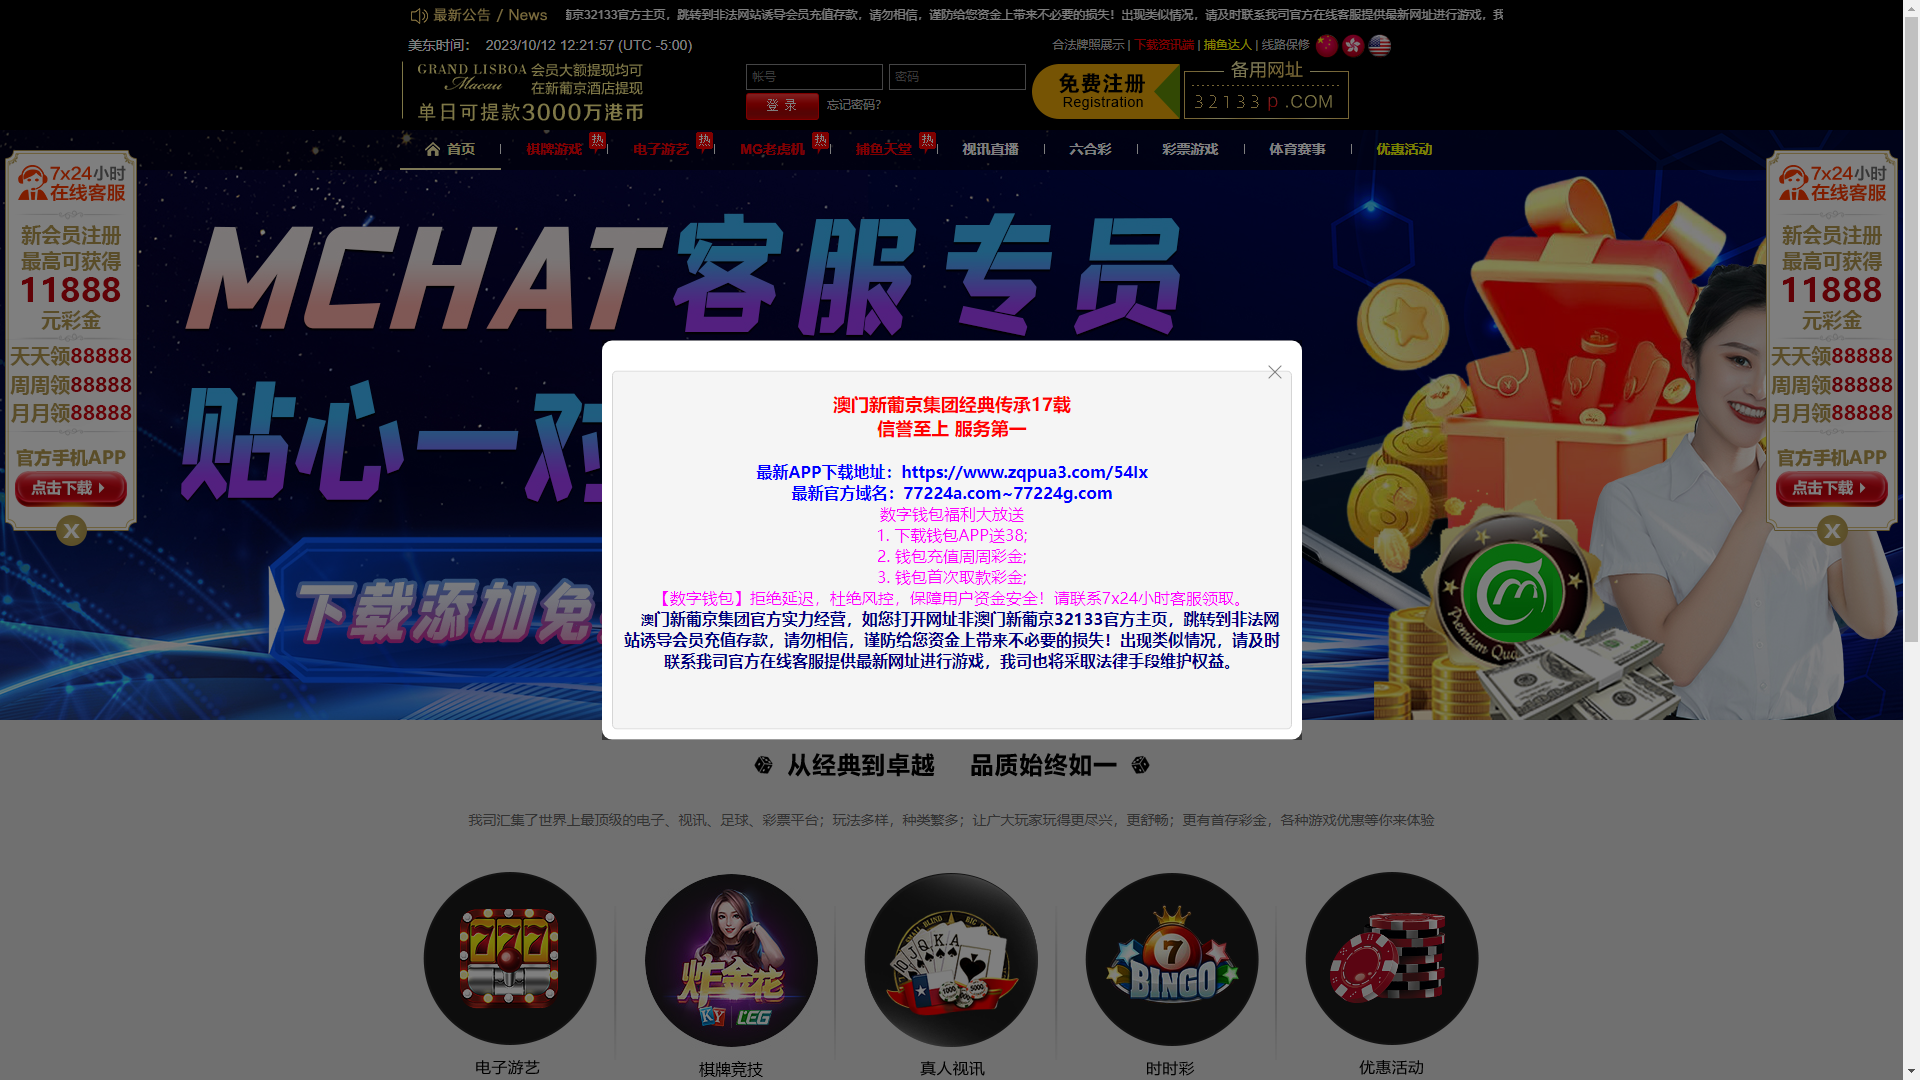 最新公告 / News
葡京32133官方主页，跳转到非法网站诱导会员充值存款，请勿相信，谨防给您资金上带来不必要的损失！出现类似情况，请及时联系我司官方在线客服提供最新网址进行游戏，我
美东时间： 2023/10/12 12:21:57 (UTC -5:00)
合法牌照展示 | 下载资讯端 | 捕鱼达人 | 线路保修
GRAND LISBOA
Macau
会员大额提现均可
在新葡京酒店提现
单日可提款3000万港币
帐号
密码
登 录
忘记密码?
免费注册
Registration
备用网址
32133p.COM
首页
棋牌游戏
热
电子游艺
热
MG老虎机
热
捕鱼天堂
热
视讯直播
六合彩
彩票游戏
体育赛事
优惠活动
7x24小时
在线客服
新会员注册
最高可获得
11888
元彩金
天天领88888
周周领88888
月月领88888
官方手机APP
点击下载
X
MCHAT客服专员
贴心一对
下载添加免
7x24小时
在线客服
新会员注册
最高可获得
11888
元彩金
天天领88888
周周领88888
月月领88888
官方手机APP
点击下载
X
Premium Qua
澳门新葡京集团经典传承17载
信誉至上 服务第一
最新APP下载地址：https://www.zqpua3.com/54lx
最新官方域名：77224a.com~77224g.com
数字钱包福利大放送
1. 下载钱包APP送38;
2. 钱包充值周周彩金;
3. 钱包首次取款彩金;
【数字钱包】拒绝延迟，杜绝风控，保障用户资金安全！请联系7x24小时客服领取。
澳门新葡京集团官方实力经营，如您打开网址非澳门新葡京32133官方主页，跳转到非法网
站诱导会员充值存款，请勿相信，谨防给您资金上带来不必要的损失！出现类似情况，请及时
联系我司官方在线客服提供最新网址进行游戏，我司也将采取法律手段维护权益。
从经典到卓越 品质始终如一
我司汇集了世界上最顶级的电子、视讯、足球、彩票平台；玩法多样，种类繁多；让广大玩家玩得更尽兴，更舒畅；更有首存彩金，各种游戏优惠等你来体验
777
炸金花
KY LEG
10 J Q K A
1000 5000
7
BINGO
电子游艺
棋牌竞技
真人视讯
时时彩
优惠活动